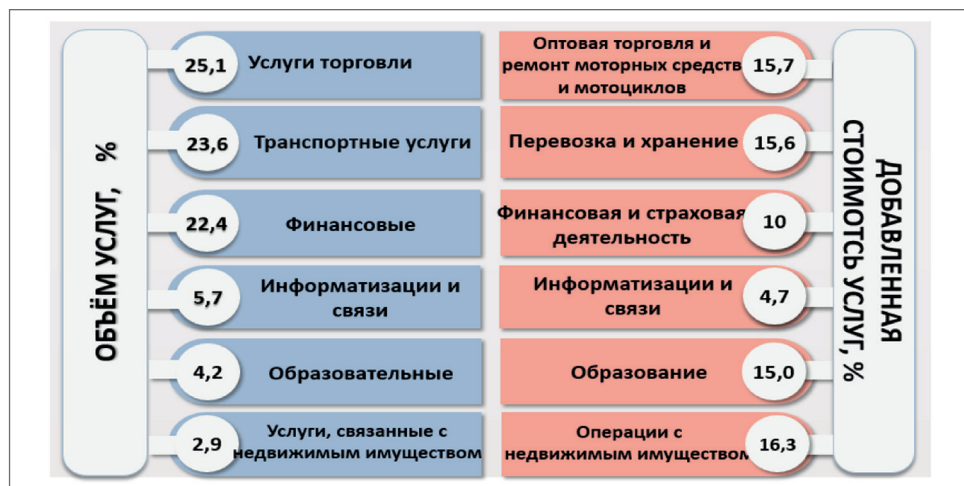 ОБЪЁМ УСЛУГ, %
25,1
Услуги торговли
23,6
Транспортные услуги
22,4
Финансовые
5,7
Информатизации и
связи
4,2
Образовательные
2,9
Услуги, связанные с
недвижимым имуществом
Оптовая торговля и
ремонт моторных средств
и мотоциклов
15,7
Перевозка и хранение
15,6
Финансовая и страховая
деятельность
10
Информатизации и
связи
4,7
Образование
15,0
Операции с
недвижимым имуществом
16,3
ДОБАВЛЕННАЯ
СТОИМОТСЬ УСЛУГ, %